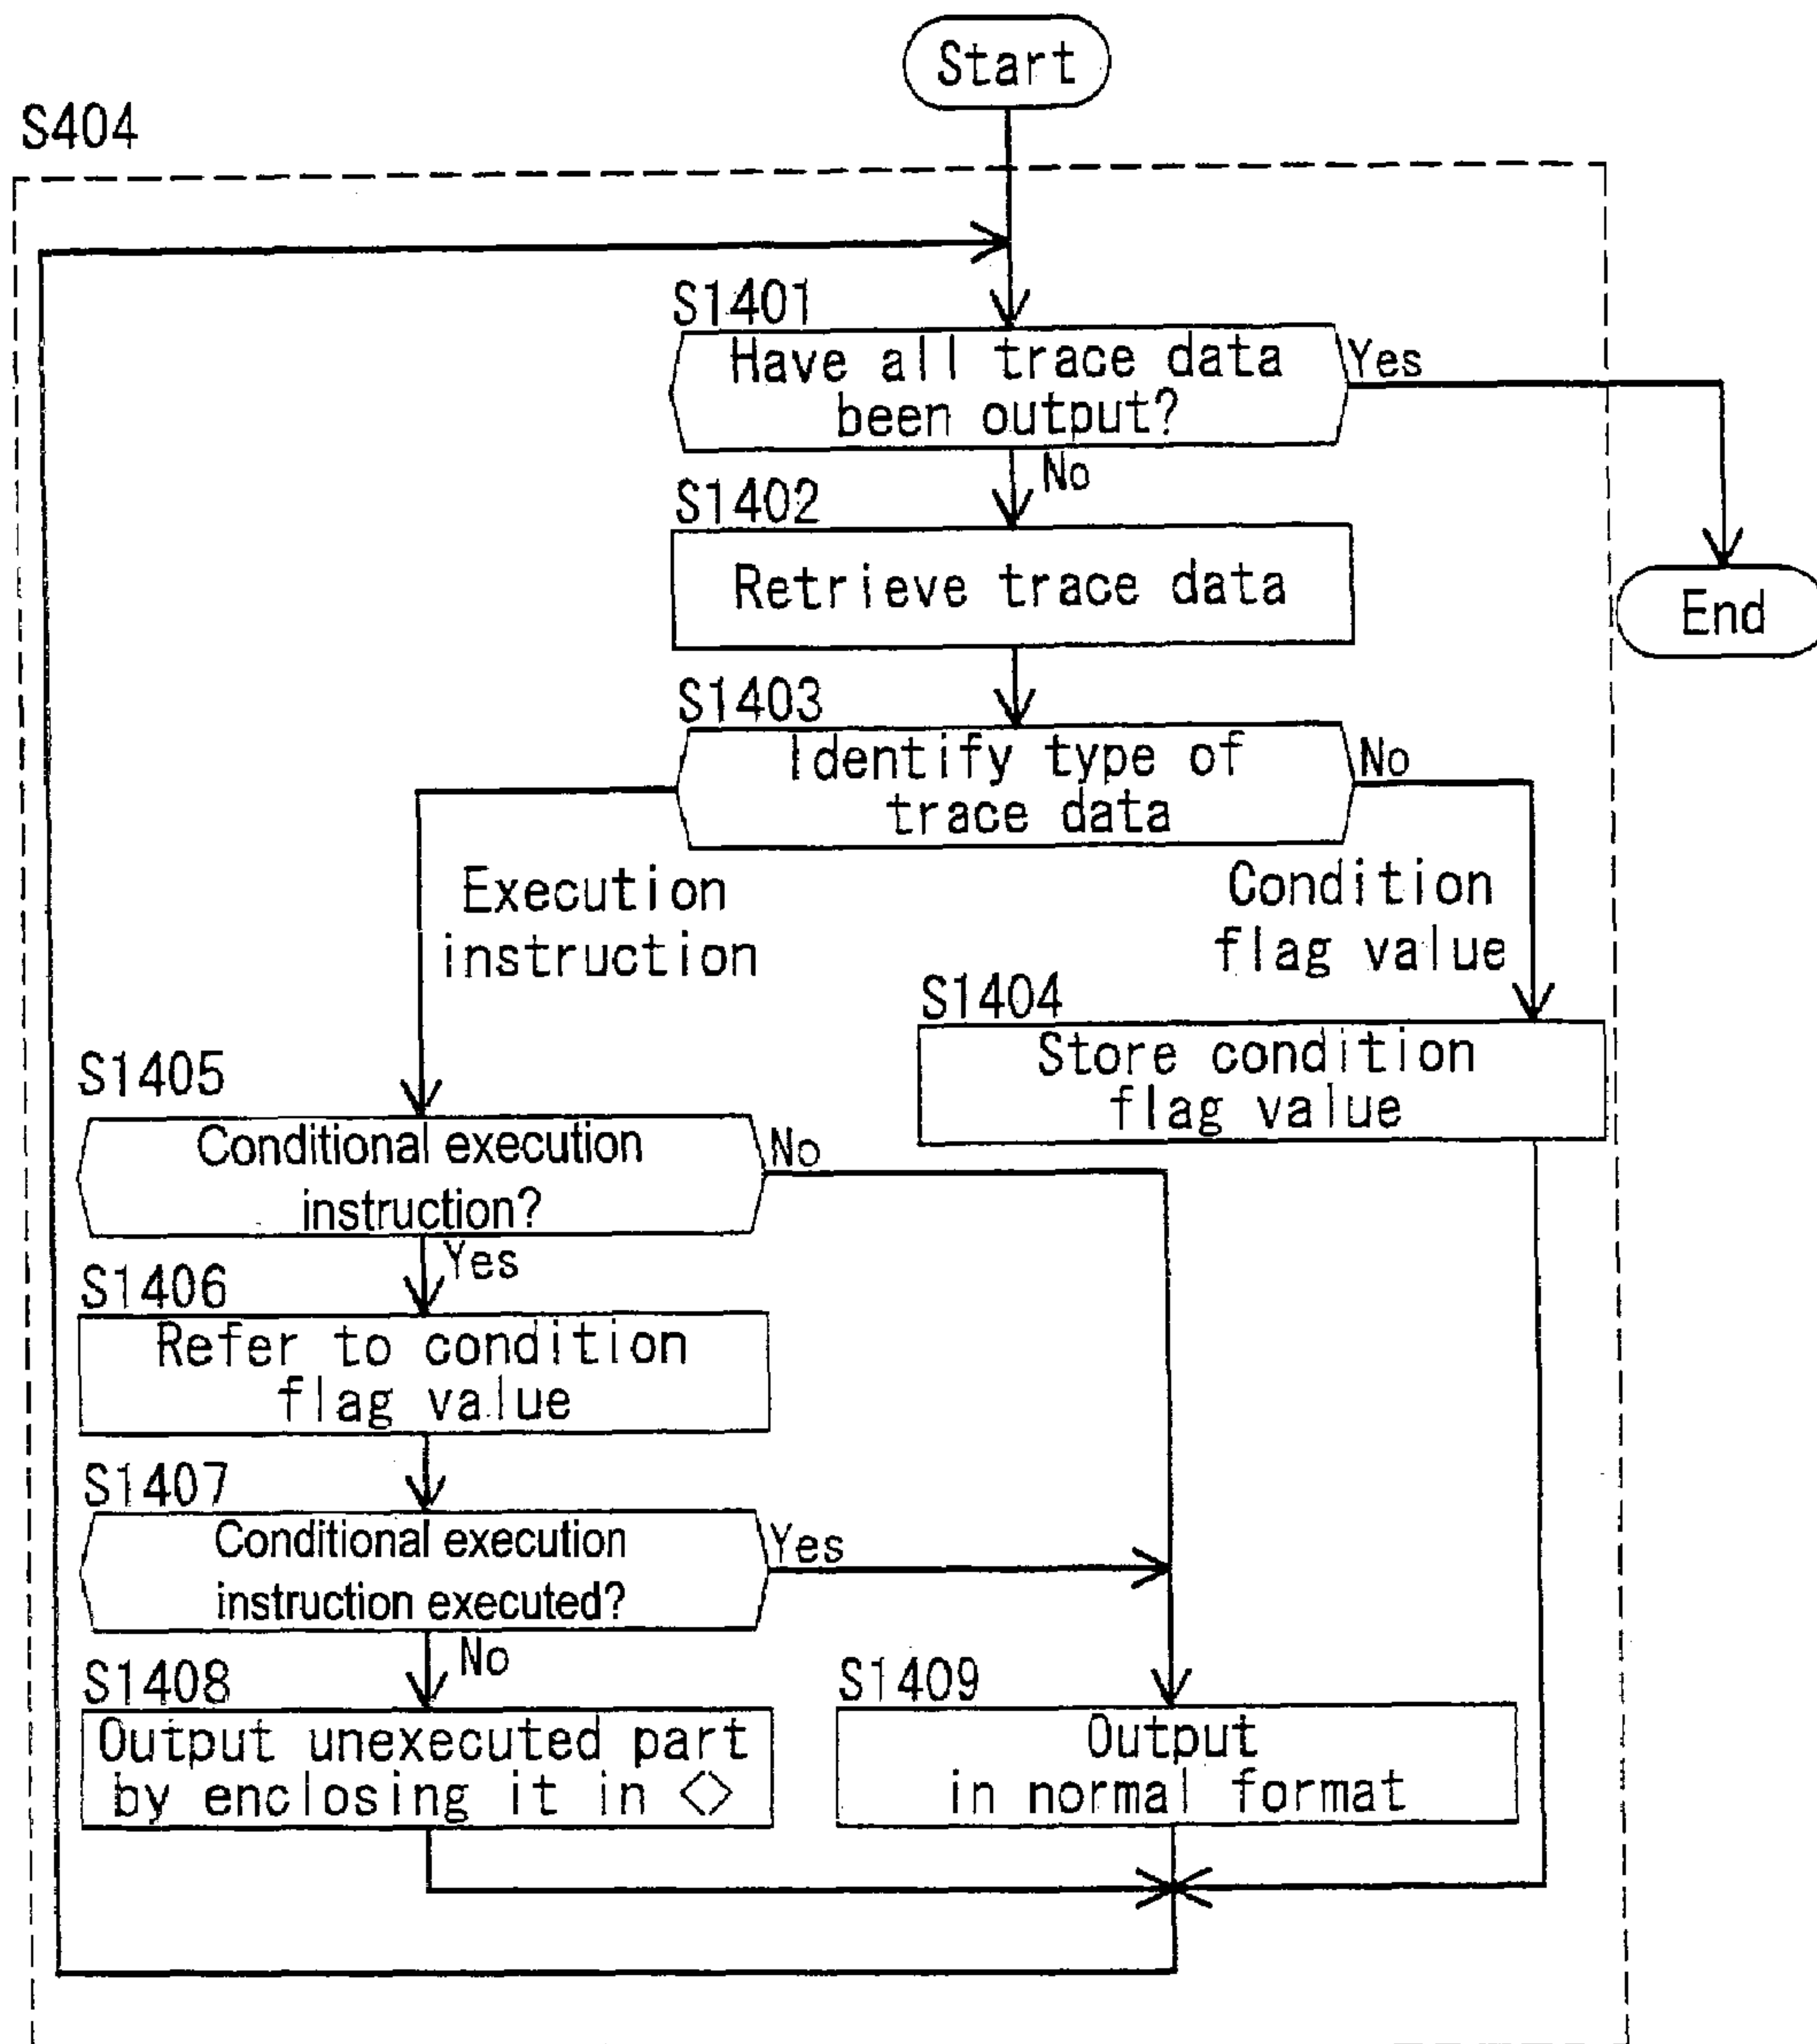 Start
S404
S1401
Have all trace data
been output?
Yes
No
S1402
Retrieve trace data
End
S1403
Identify type of
trace data
No
Execution
instruction
Condition
flag value
S1404
Store condition
flag value
S1405
Conditional execution
instruction?
No
Yes
S1406
Refer to condition
flag value
S1407
Conditional execution
instruction executed?
Yes
No
S1408
Output unexecuted part
by enclosing it in <>
S1409
Output
in normal format